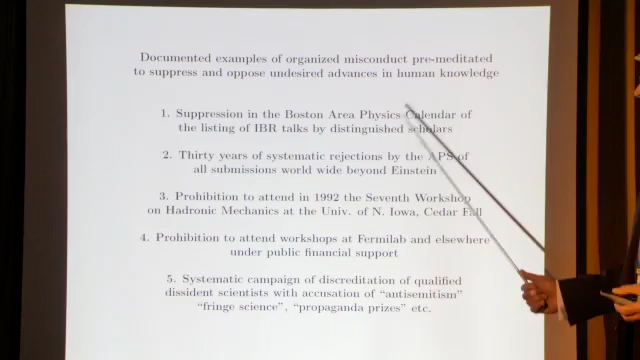 Documented examples of organized misconduct pre-meditated
to suppress and oppose undesired advances in human knowledge
1. Suppression in the Boston Area Physics Calendar of
the listing of IBR talks by distinguished scholars
2. Thirty years of systematic rejections by the APS of
all submissions world wide beyond Einstein
3. Prohibition to attend in 1992 the Seventh Workshop
on Hadronic Mechanics at the Univ. of N. Iowa, Cedar Fall
4. Prohibition to attend workshops at Fermilab and elsewhere
under public financial support
5. Systematic campaign of discreditation of qualified
dissident scientists with accusation of “antisemitism”
“fringe science”, “propaganda prizes” etc.